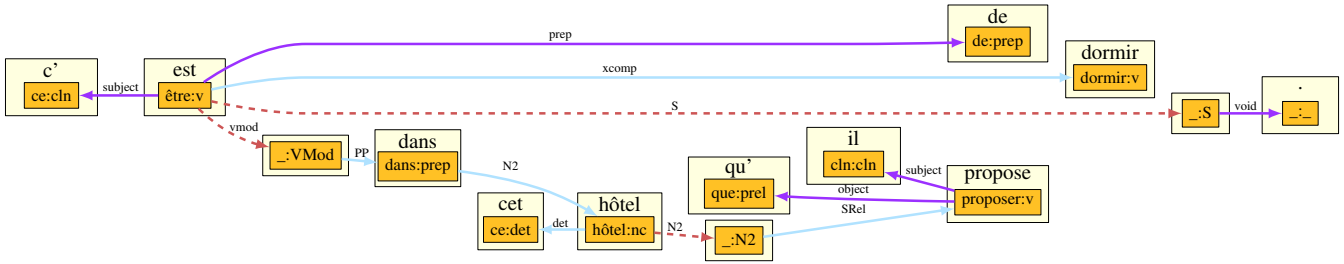 de
prep
de:prep
dormir
c'
est
xcomp
dormir:v
ce:cln
subject
être:v
S
_:S
void
.
_:_
vmod
dans
il
_:VMod
PP
dans:prep
N2
qu'
cln:cln
subject
propose
cet
hôtel
que:prel
object
proposer:v
ce:det
det
hôtel:nc
N2
_:N2
SRel